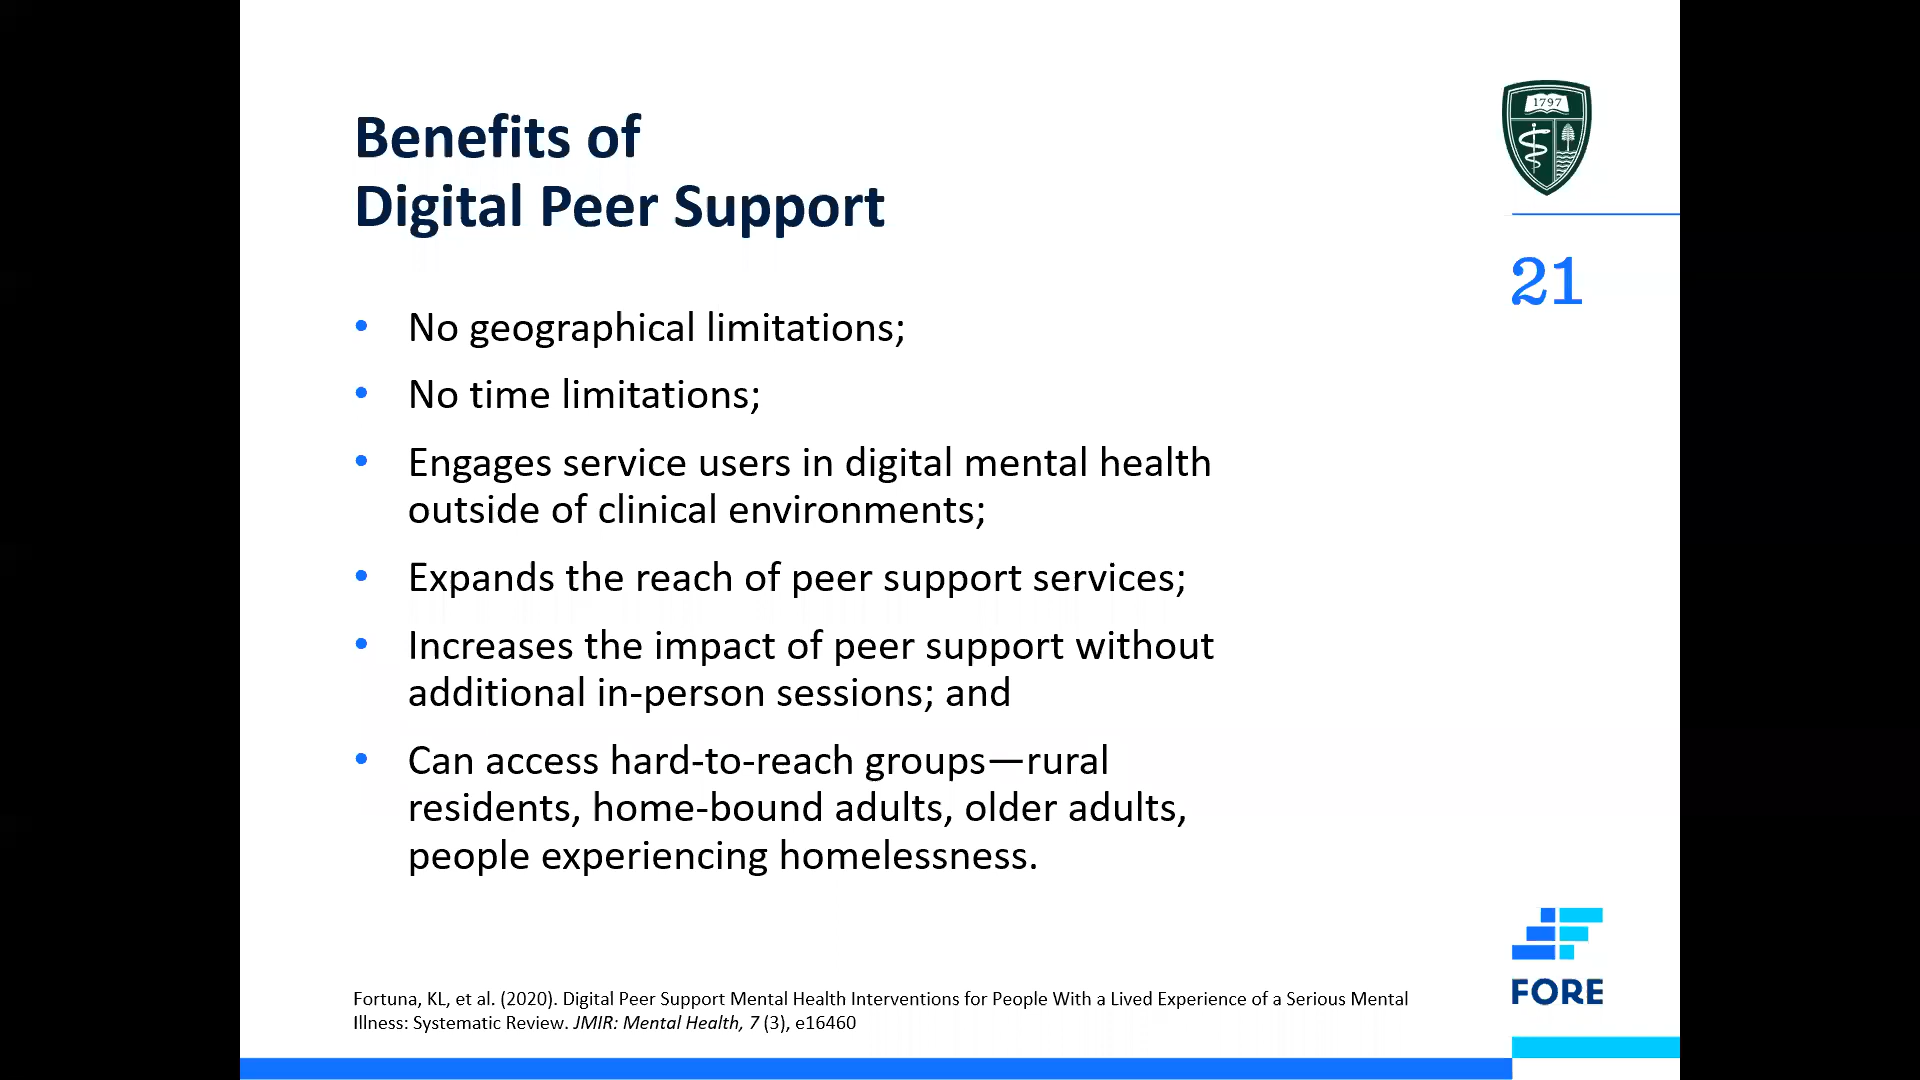 Benefits of
Digital Peer Support
1797
21
• No geographical limitations;
• No time limitations;
• Engages service users in digital mental health
outside of clinical environments;
• Expands the reach of peer support services;
• Increases the impact of peer support without
additional in-person sessions; and
• Can access hard-to-reach groups—rural
residents, home-bound adults, older adults,
people experiencing homelessness.
FORE
Fortuna, KL, et al. (2020). Digital Peer Support Mental Health Interventions for People With a Lived Experience of a Serious Mental
Illness: Systematic Review. JMIR: Mental Health, 7 (3), e16460